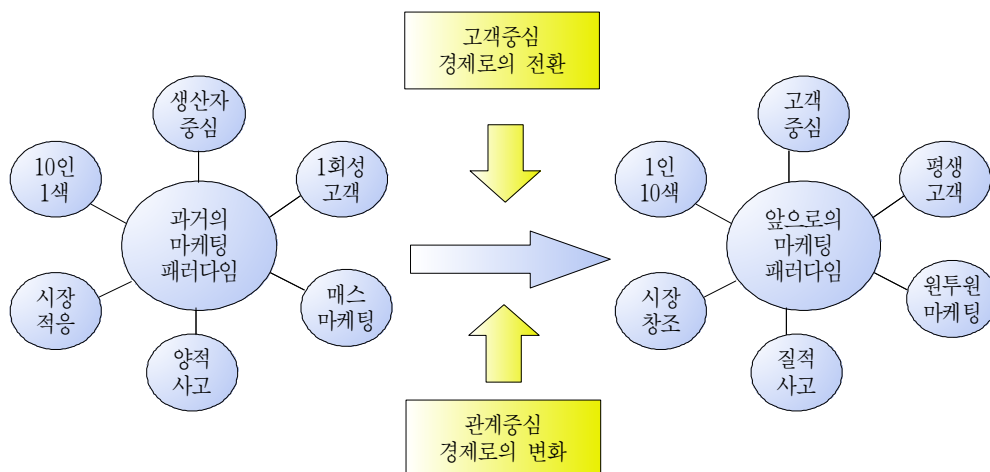 고객중심
경제로의 전환
생산자
중심
10인
1색
1회성
고객
과거의
마케팅
패러다임
시장
적응
매스
마케팅
양적
사고
고객
중심
1인
10색
평생
고객
앞으로의
마케팅
패러다임
시장
창조
원투원
마케팅
질적
사고
관계중심
경제로의 변화